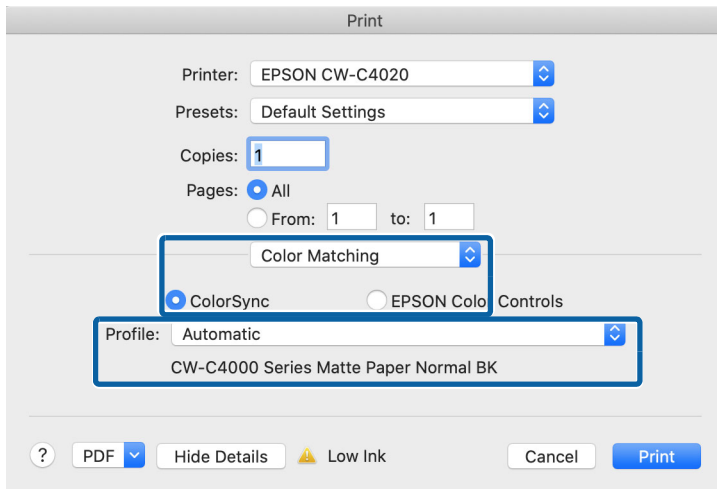 Print
Printer: EPSON CW-C4020
Presets: Default Settings
Copies: 1
Pages: All
From: 1 to: 1
Color Matching
ColorSync EPSON Color Controls
Profile: Automatic
CW-C4000 Series Matte Paper Normal BK
? PDF Hide Details Low Ink Cancel Print